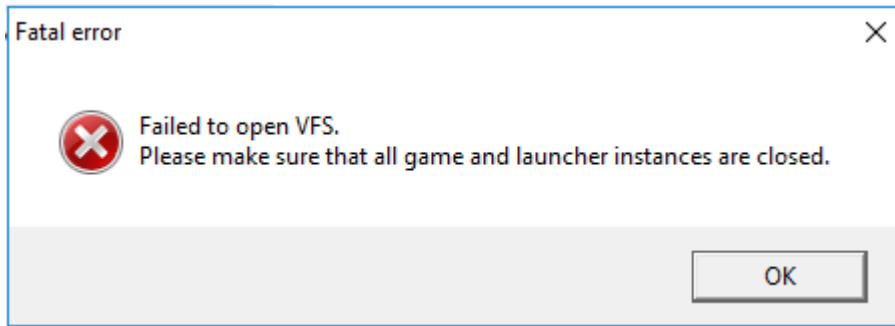 Fatal error
Failed to open VFS.
Please make sure that all game and launcher instances are closed.
OK